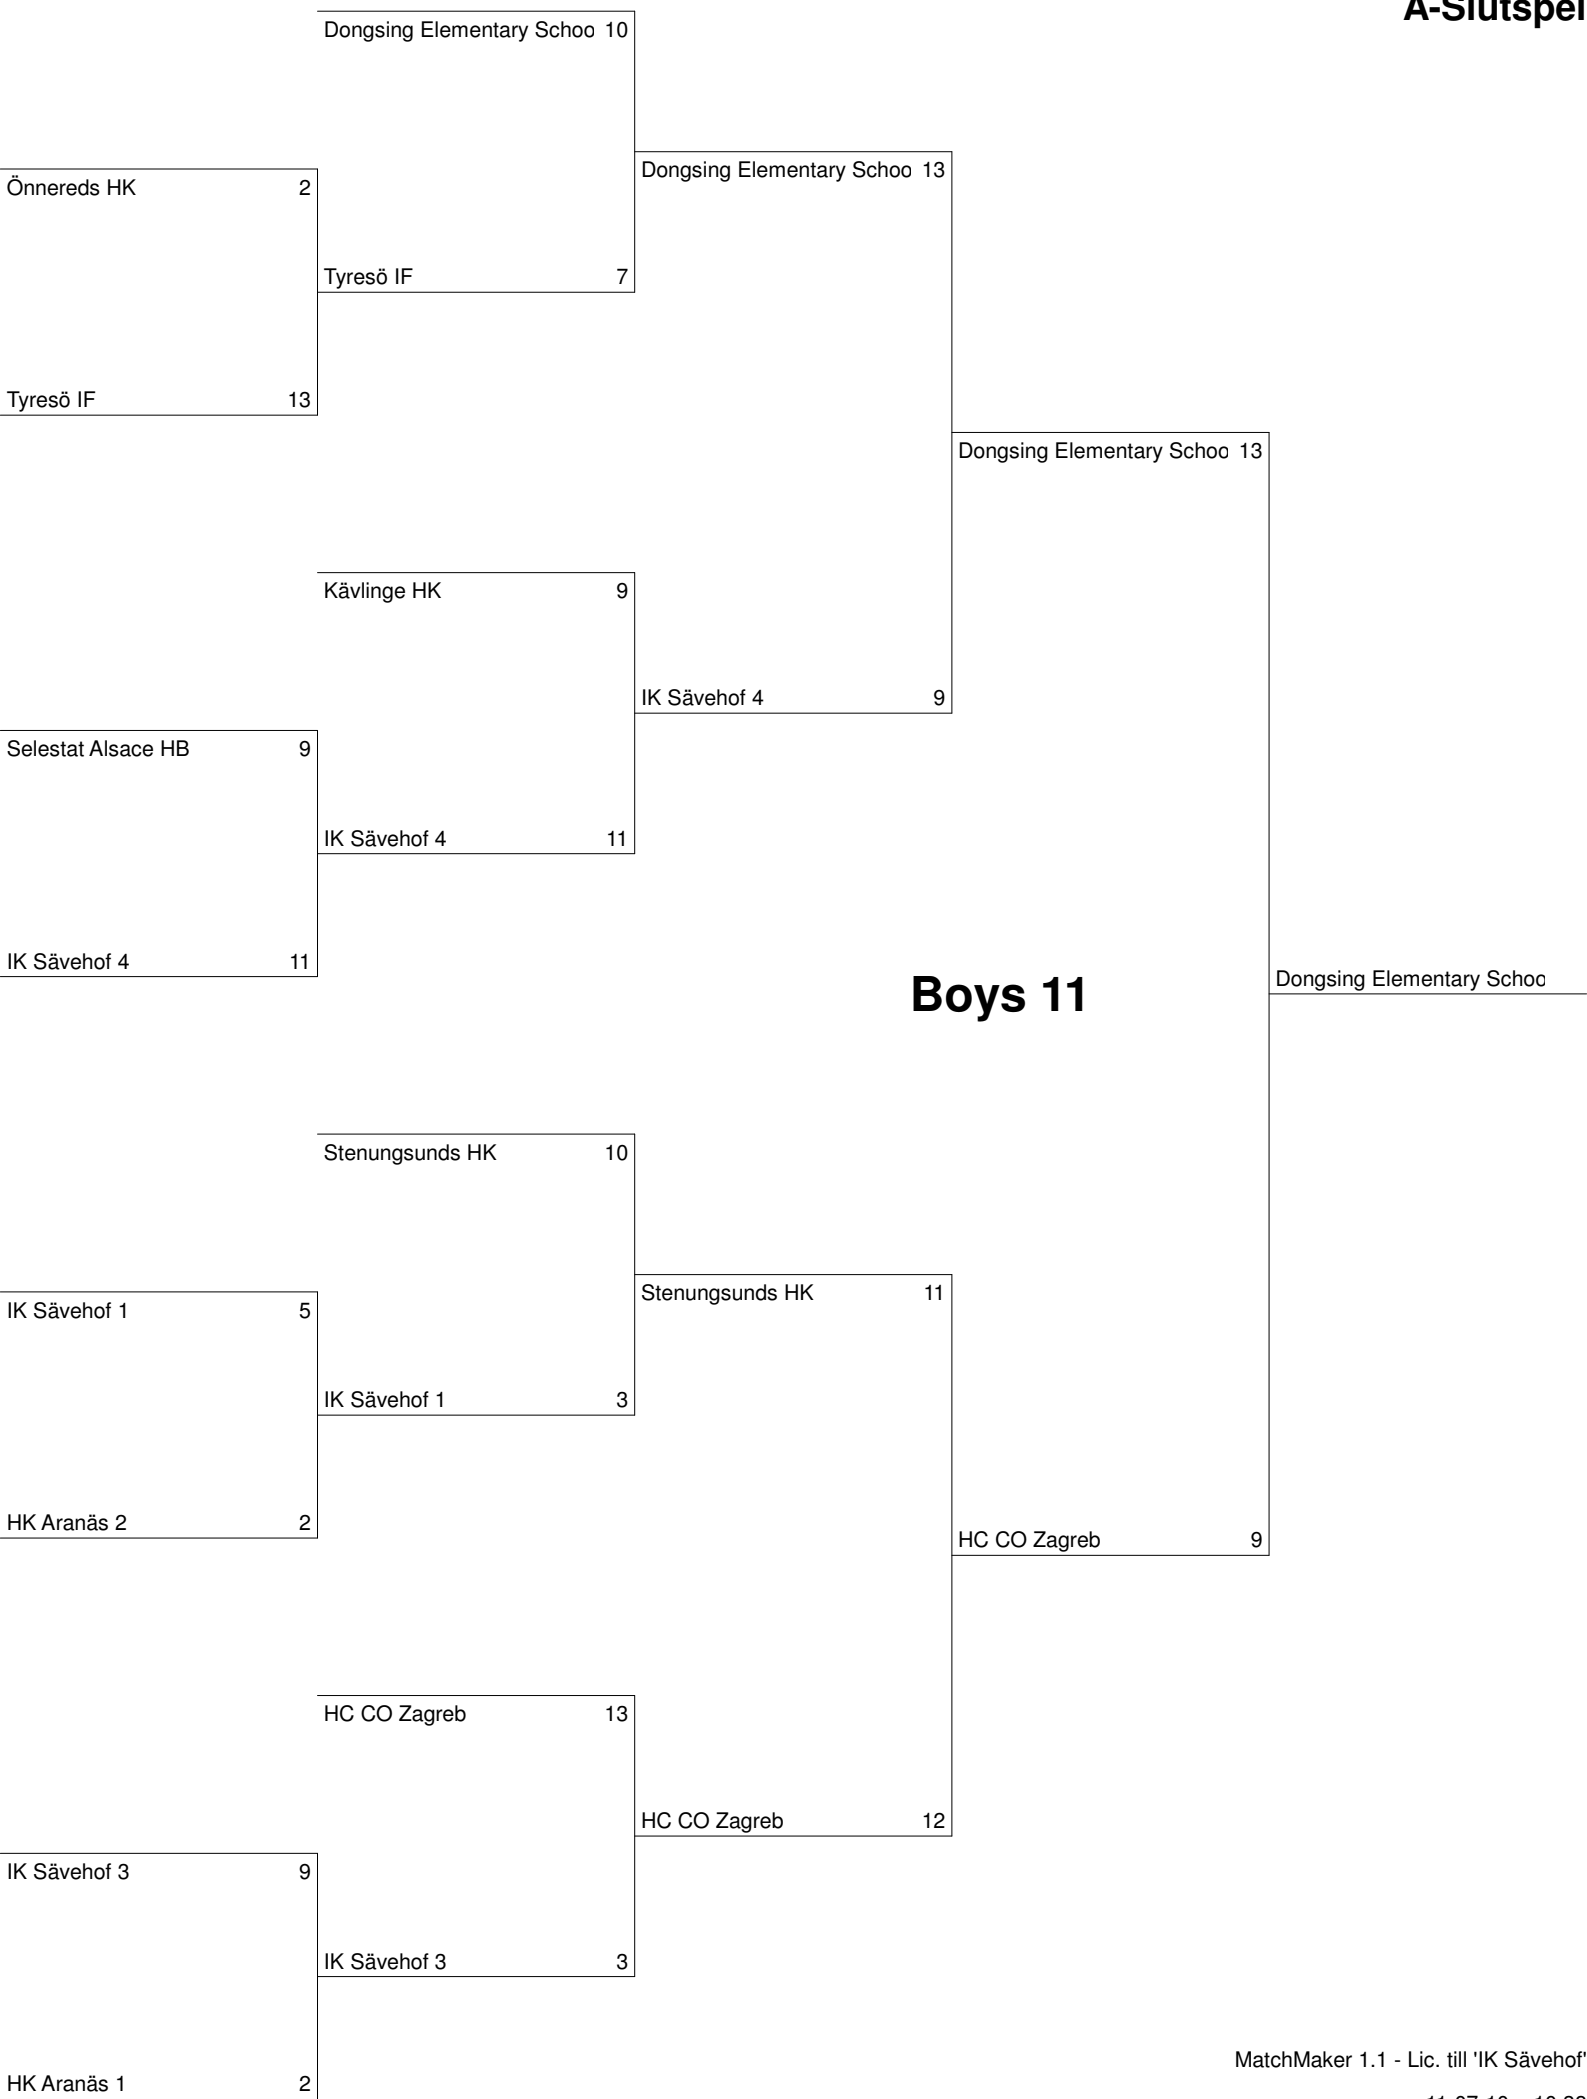 A-Slutspel
Dongsing Elementary Schoo 10
Dongsing Elementary Schoo 13
Önnereds HK 2
Tyresö IF 7
Tyresö IF 13
Dongsing Elementary Schoo 13
Kävlinge HK 9
IK Sävehof 4 9
Selestat Alsace HB 9
IK Sävehof 4 11
IK Sävehof 4 11
Boys 11
Dongsing Elementary Schoo
Stenungsunds HK 10
Stenungsunds HK 11
IK Sävehof 1 5
IK Sävehof 1 3
HK Aranäs 2 2
HC CO Zagreb 9
HC CO Zagreb 13
HC CO Zagreb 12
IK Sävehof 3 9
IK Sävehof 3 3
MatchMaker 1.1 - Lic. till 'IK Sävehof'
HK Aranäs 1 2